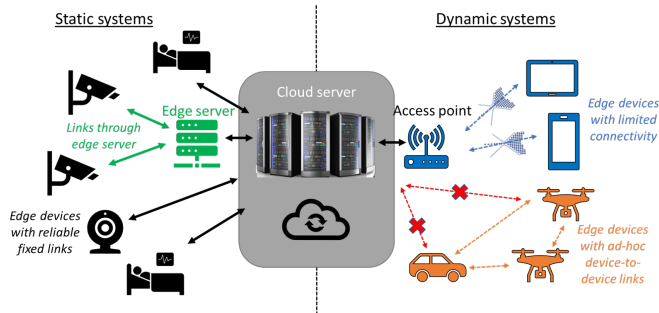 Static systems
Dynamic systems
Cloud server
Edge server
Access point
Links through
edge server
Edge devices
with limited
connectivity
Edge devices
with reliable
fixed links
Edge devices
with ad-hoc
device-to-
device links